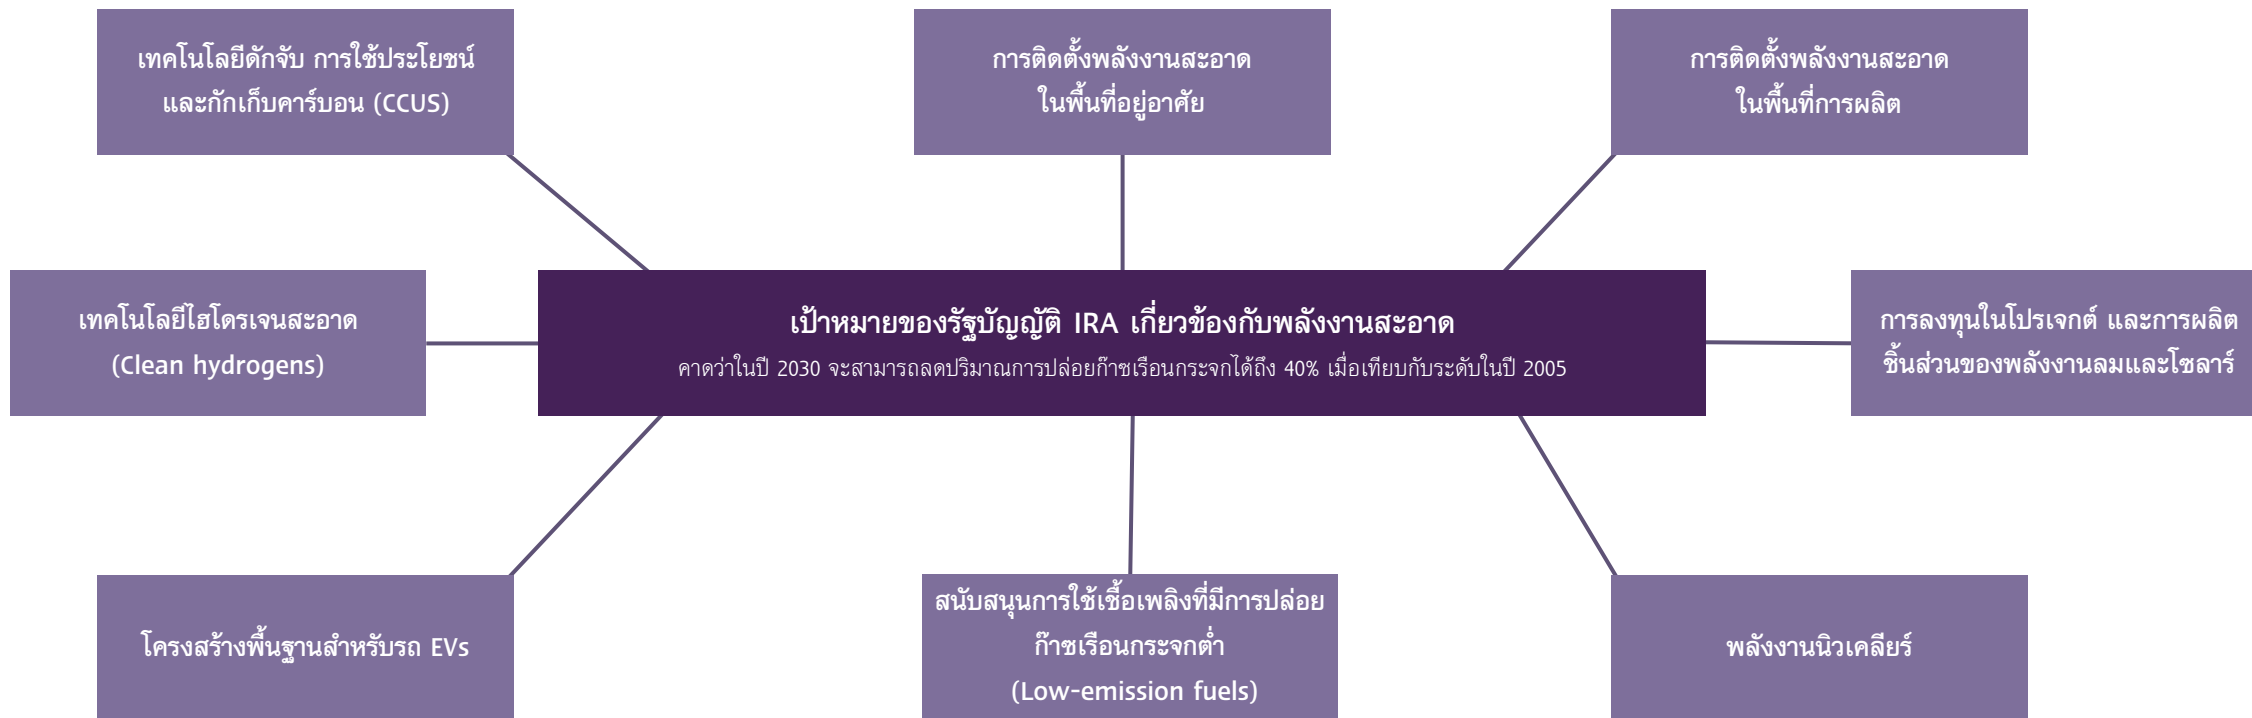 เทคโนโลยีดักจับ การใช้ประโยชน์
และกักเก็บคาร์บอน (CCUS)
การติดตั้งพลังงานสะอาด
ในพื้นที่อยู่อาศัย
การติดตั้งพลังงานสะอาด
ในพื้นที่การผลิต
เทคโนโลยีไฮโดรเจนสะอาด
(Clean hydrogens)
เป้าหมายของรัฐบัญญัติ IRA เกี่ยวข้องกับพลังงานสะอาด
คาดว่าในปี 2030 จะสามารถลดปริมาณการปล่อยก๊าซเรือนกระจกได้ถึง 40% เมื่อเทียบกับระดับในปี 2005
การลงทุนในโปรเจกต์ และการผลิต
ชิ้นส่วนของพลังงานลมและโซลาร์
โครงสร้างพื้นฐานสำหรับรถ EVs
สนับสนุนการใช้เชื้อเพลิงที่มีการปล่อย
ก๊าซเรือนกระจกต่ำ
(Low-emission fuels)
พลังงานนิวเคลียร์